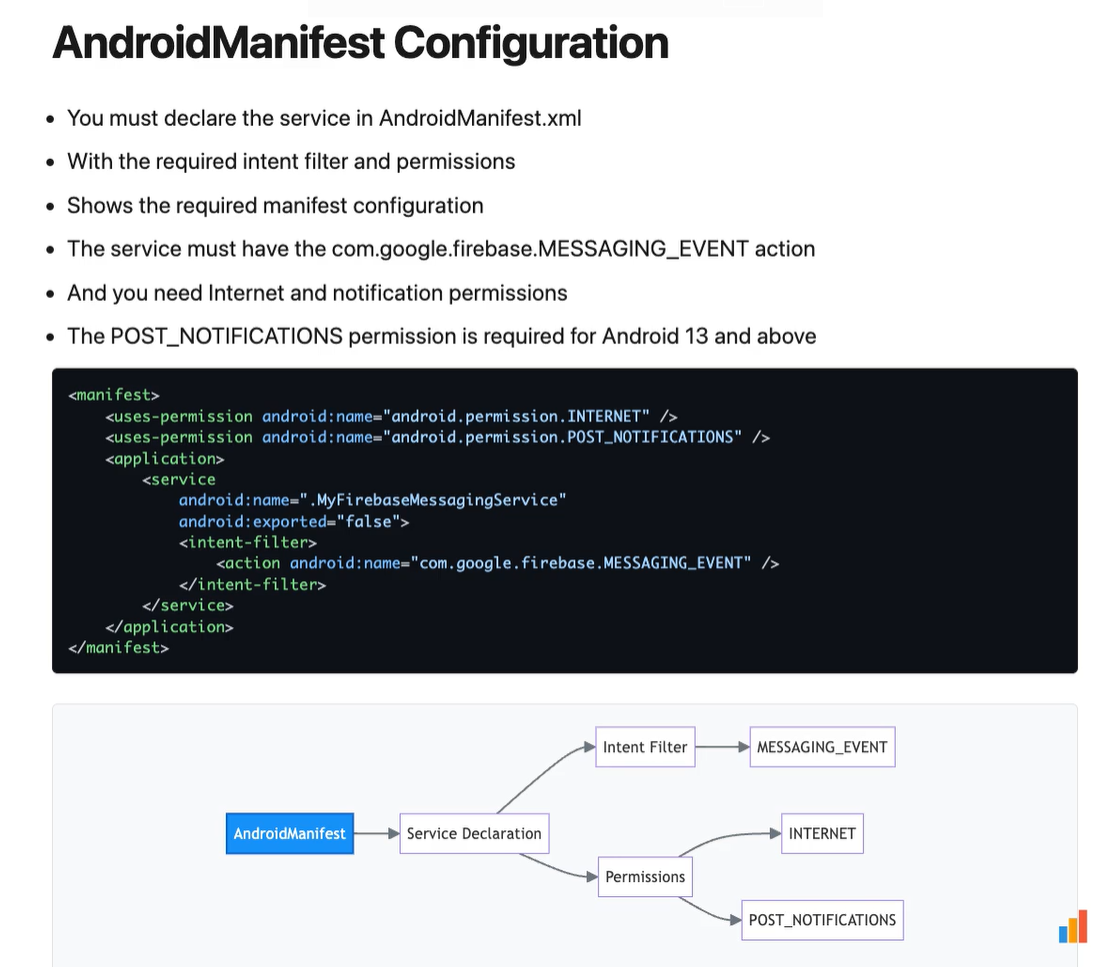 AndroidManifest Configuration
You must declare the service in AndroidManifest.xml
With the required intent filter and permissions
Shows the required manifest configuration
The service must have the com.google.firebase.MESSAGING_EVENT action
And you need Internet and notification permissions
The POST_NOTIFICATIONS permission is required for Android 13 and above
<manifest>
    <uses-permission android:name="android.permission.INTERNET" />
    <uses-permission android:name="android.permission.POST_NOTIFICATIONS" />
    <application>
        <service
            android:name=".MyFirebaseMessagingService"
            android:exported="false">
            <intent-filter>
                <action android:name="com.google.firebase.MESSAGING_EVENT" />
            </intent-filter>
        </service>
    </application>
</manifest>
Intent Filter
MESSAGING_EVENT
AndroidManifest
Service Declaration
INTERNET
Permissions
POST_NOTIFICATIONS